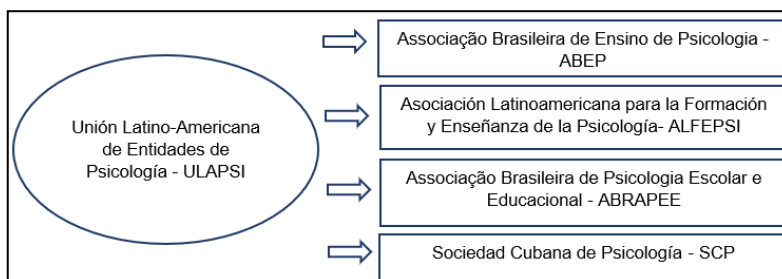 Unión Latino-Americana
de Entidades de
Psicología - ULAPSI
Associação Brasileira de Ensino de Psicologia -
ABEP
Asociación Latinoamericana para la Formación
y Enseñanza de la Psicología- ALFEPSI
Associação Brasileira de Psicologia Escolar e
Educacional - ABRAPEE
Sociedad Cubana de Psicología - SCP